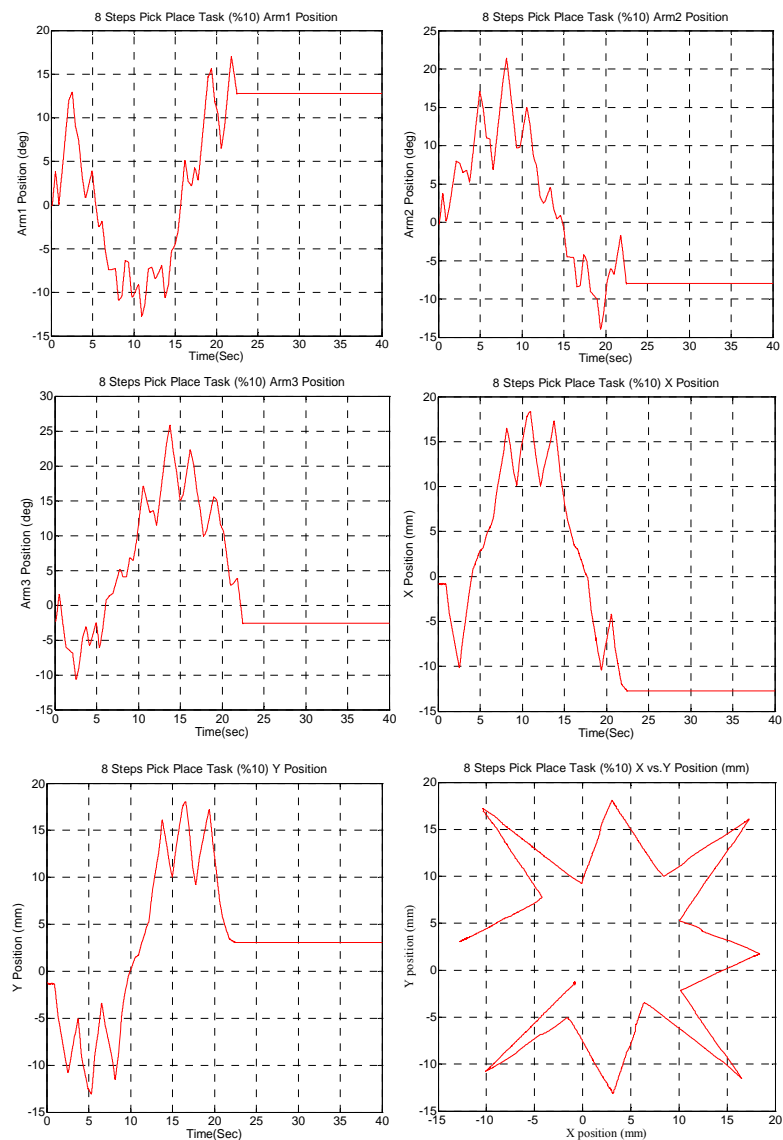 8 Steps Pick Place Task (%10) Arm1 Position
20
15
10
5
0
-5
-10
-15
Arm1 Position (deg)
0 5 10 15 20 25 30 35 40
Time(Sec)
8 Steps Pick Place Task (%10) Arm2 Position
25
20
15
10
5
0
-5
-10
-15
Arm2 Position (deg)
0 5 10 15 20 25 30 35 40
Time(sec)
8 Steps Pick Place Task (%10) Arm3 Position
30
25
20
15
10
5
0
-5
-10
-15
Arm3 Position (deg)
0 5 10 15 20 25 30 35 40
Time(Sec)
8 Steps Pick Place Task (%10) X Position
20
15
10
5
0
-5
-10
-15
X Position (mm)
0 5 10 15 20 25 30 35 40
Time(Sec)
8 Steps Pick Place Task (%10) Y Position
20
15
10
5
0
-5
-10
-15
Y Position (mm)
0 5 10 15 20 25 30 35 40
Time(Sec)
8 Steps Pick Place Task (%10) X vs.Y Position (mm)
20
15
10
5
0
-5
-10
-15
Y position (mm)
-15 -10 -5 0 5 10 15 20
X position (mm)